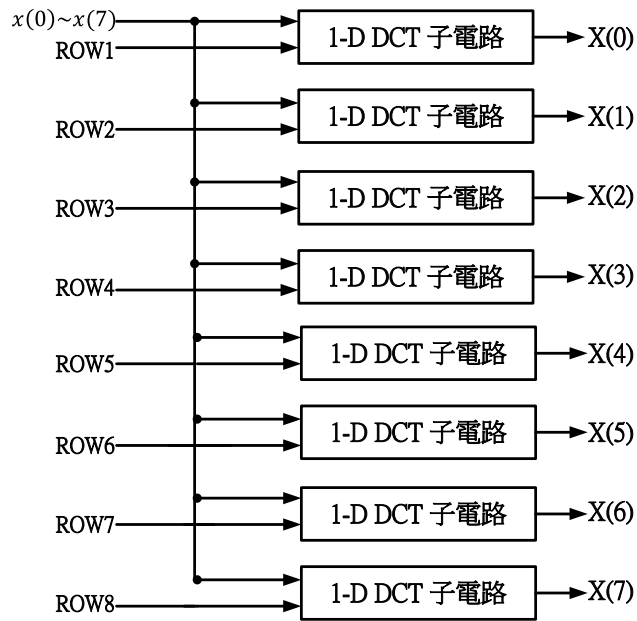 x(0)~x(7)
ROW1
1-D DCT 子電路
X(0)
ROW2
1-D DCT 子電路
X(1)
ROW3
1-D DCT 子電路
X(2)
ROW4
1-D DCT 子電路
X(3)
ROW5
1-D DCT 子電路
X(4)
ROW6
1-D DCT 子電路
X(5)
ROW7
1-D DCT 子電路
X(6)
ROW8
1-D DCT 子電路
X(7)